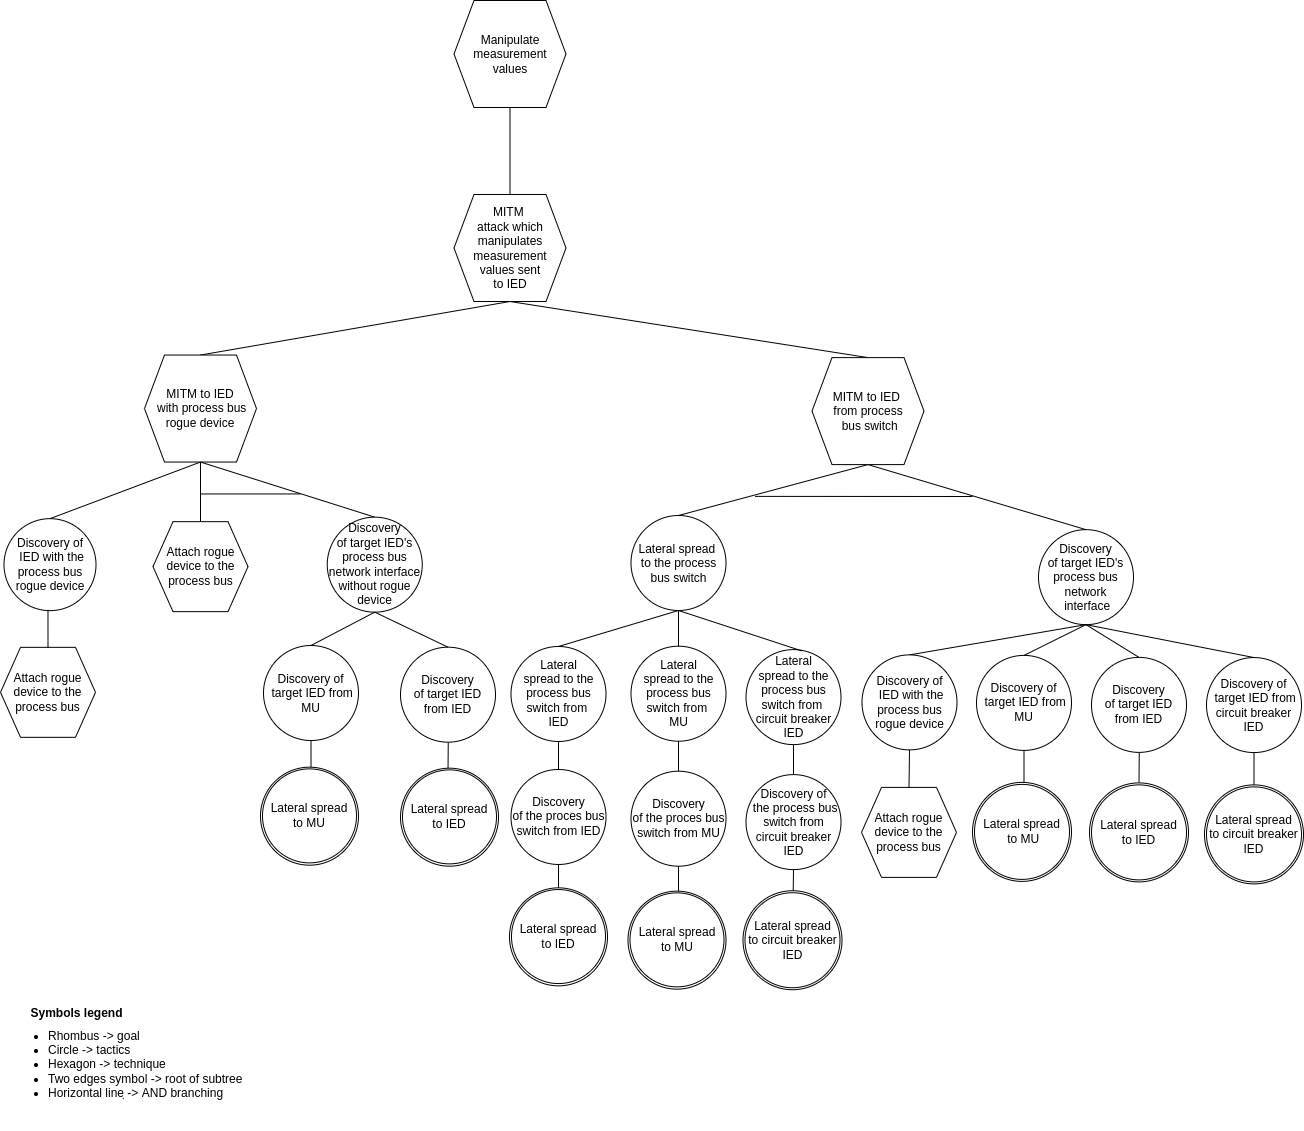 Manipulate
measurement
values
MITM
attack which
manipulates
measurement
values sent
to IED
MITM to IED
with process bus
rogue device
MITM to IED
from process
bus switch
Discovery of
IED with the
process bus
rogue device
Attach rogue
device to the
process bus
Discovery
of target IED's
process bus
network interface
without rogue
device
Lateral spread
to the process
bus switch
Discovery
of target IED's
process bus
network
interface
Attach rogue
device to the
process bus
Discovery of
target IED from
MU
Discovery
of target IED
from IED
Lateral
spread to the
process bus
switch from
IED
Lateral
spread to the
process bus
switch from
MU
Lateral
spread to the
process bus
switch from
circuit breaker
IED
Discovery of
IED with the
process bus
rogue device
Discovery of
target IED from
MU
Discovery
of target IED
from IED
Discovery of
target IED from
circuit breaker
IED
Lateral spread
to MU
Lateral spread
to IED
Discovery
of the proces bus
switch from IED
Discovery
of the proces bus
switch from MU
Discovery of
the process bus
switch from
circuit breaker
IED
Attach rogue
device to the
process bus
Lateral spread
to MU
Lateral spread
to IED
Lateral spread
to circuit breaker
IED
Lateral spread
to IED
Lateral spread
to MU
Lateral spread
to circuit breaker
IED
Symbols legend
• Rhombus -> goal
• Circle -> tactics
• Hexagon -> technique
• Two edges symbol -> root of subtree
• Horizontal line -> AND branching